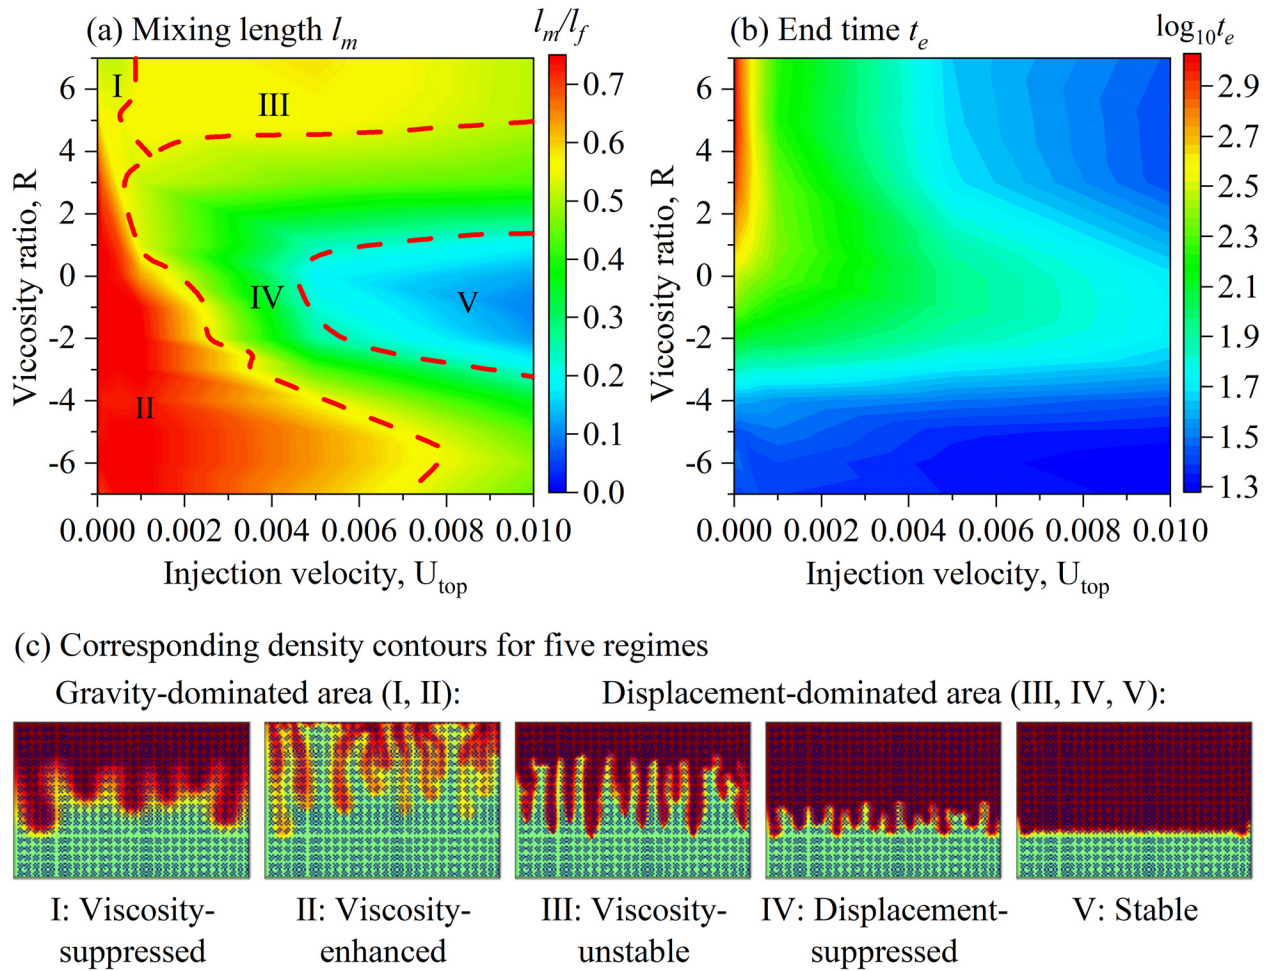 (a) Mixing length lm
lm/lf
(b) End time te
log10te
6
4
2
0
-2
-4
-6
Viccosity ratio, R
I
III
IV
V
II
0.000 0.002 0.004 0.006 0.008 0.010
Injection velocity, Utop
0.7
0.6
0.5
0.4
0.3
0.2
0.1
0.0
6
4
2
0
-2
-4
-6
Viccosity ratio, R
0.000 0.002 0.004 0.006 0.008 0.010
Injection velocity, Utop
2.9
2.7
2.5
2.3
2.1
1.9
1.7
1.5
1.3
(c) Corresponding density contours for five regimes
Gravity-dominated area (I, II):
Displacement-dominated area (III, IV, V):
I: Viscosity-
suppressed
II: Viscosity-
enhanced
III: Viscosity-
unstable
IV: Displacement-
suppressed
V: Stable